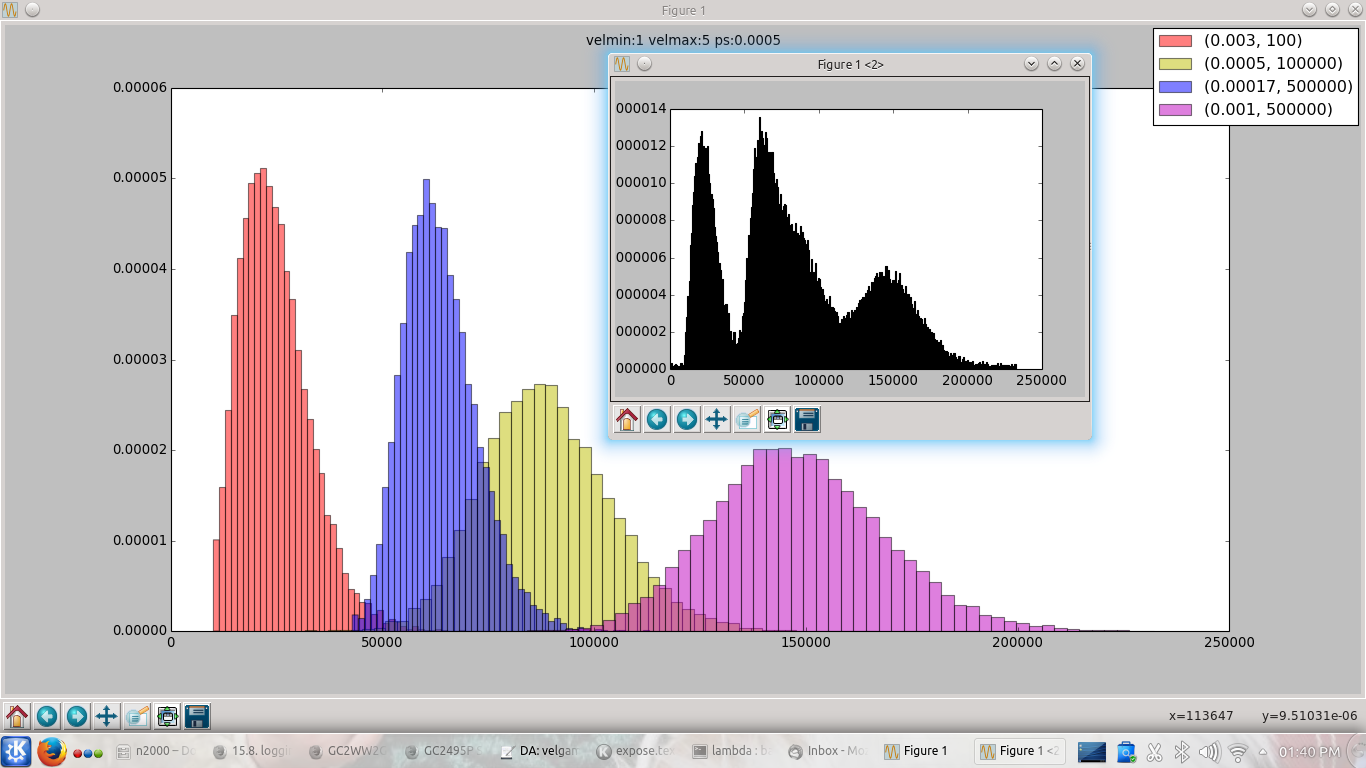 Figure 1
velmin:1 velmax:5 ps:0.0005
(0.003, 100)
(0.0005, 100000)
(0.00017, 500000)
(0.001, 500000)
Figure 1 <2>
000014
000012
000010
000008
000006
000004
000002
000000
0 50000 100000 150000 200000 250000
0.00006
0.00005
0.00004
0.00003
0.00002
0.00001
0.00000
0 50000 100000 150000 200000 250000
x=113647 y=9.51031e-06
n2000 – Do
15.8. loggi
GC2WWZ
GC2495P
DA: velgan
expose.tex
lambda : ba
Inbox - Mo
Figure 1
Figure 1 <2
01:40 PM